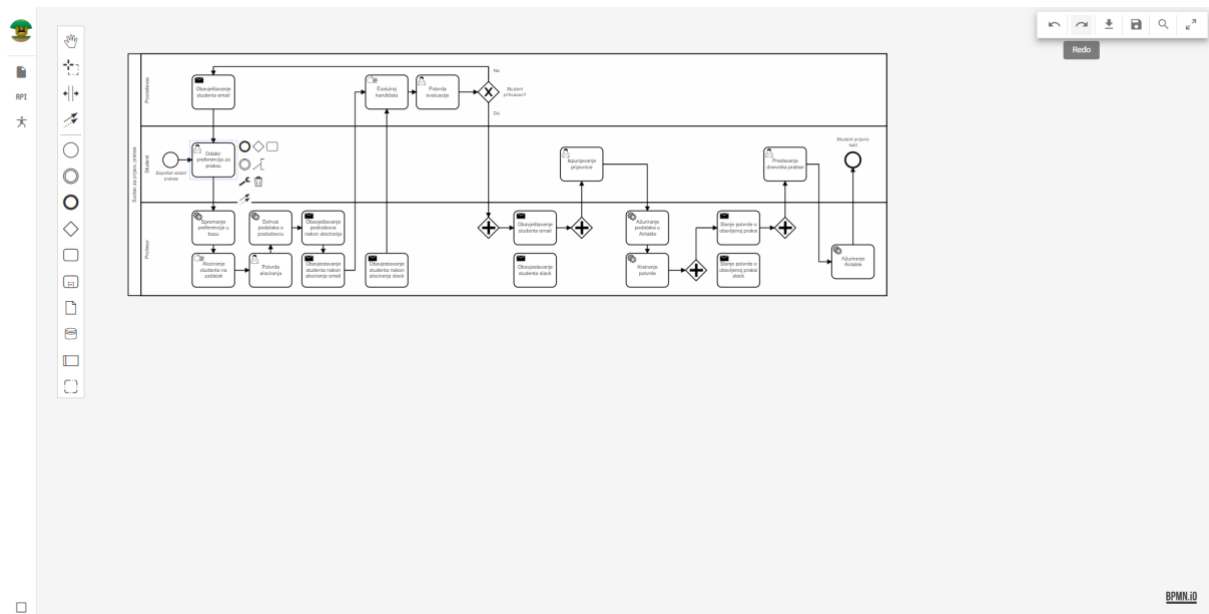 Redo
API
Poslodavac
Obavještavanje
studenta email
Evaluiraj
kandidata
Potvrda
evaluacije
Ne
Student
prihvaćen?
Da
Student
Započet odabir
prakse
Odabir
preferencija za
praksu
Ispunjavanje
prijavnice
Predavanje
dnevnika prakse
Profesor
Spremanje
preferencija u
bazu
Dohvat
podataka o
poslodavcu
Obavještavanje
poslodavca
nakon alociranja
Alociranje
studenta na
zadatak
Potvrda
alociranja
Obavještavanje
studenta nakon
alociranja email
Obavještavanje
studenta nakon
alociranja slack
Obavještavanje
studenta email
Obavještavanje
studenta slack
Ažuriranje
podataka u
Airtable
Kreiranje
potvrde
Slanje potvrde o
obavljenoj praksi
Slanje potvrde o
obavljenoj praksi
slack
Ažuriranje
Airtable
BPMN.iO